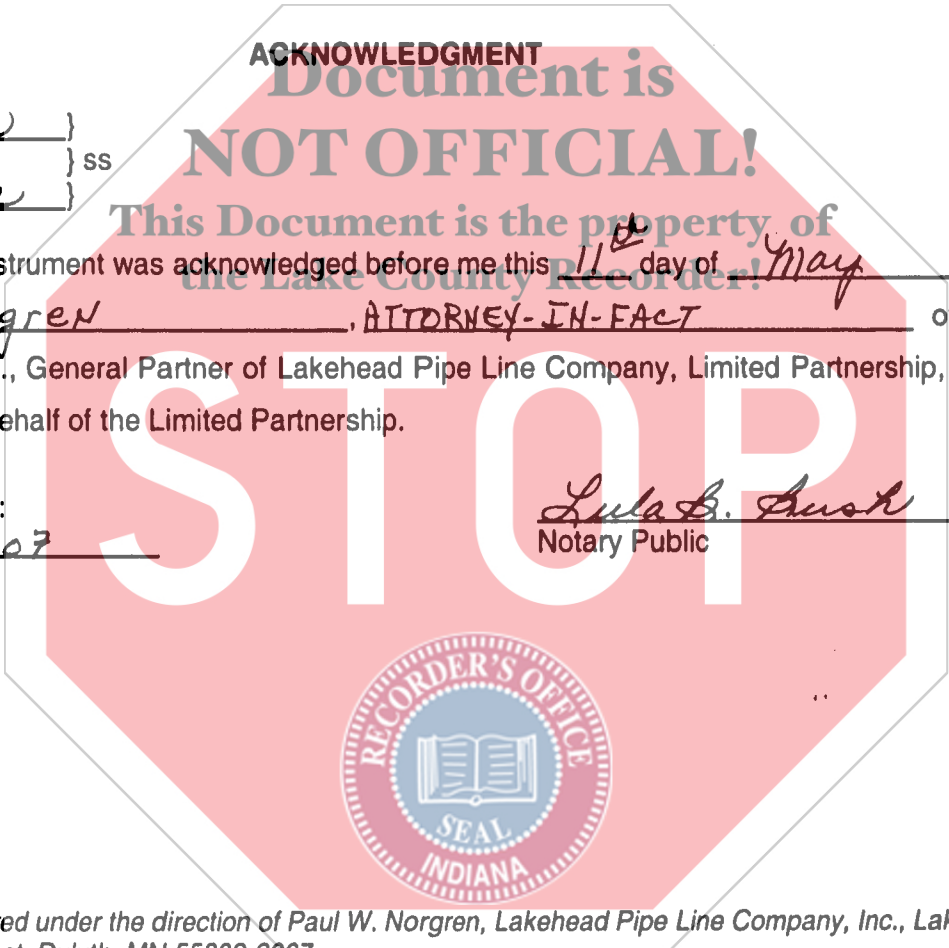 ACKNOWLEDGMENT
Document is
NOT OFFICIAL!
} ss
This Document is the property of
the Lake County Recorder!
strument was acknowledged before me this 11th day of May
gren, ATTORNEY-IN-FACT o
., General Partner of Lakehead Pipe Line Company, Limited Partnership,
ehalf of the Limited Partnership.
STOP
:
07
Lula B. Bush
Notary Public
RECORDER'S OFFICE
SEAL
INDIANA
ed under the direction of Paul W. Norgren, Lakehead Pipe Line Company, Inc., Lak